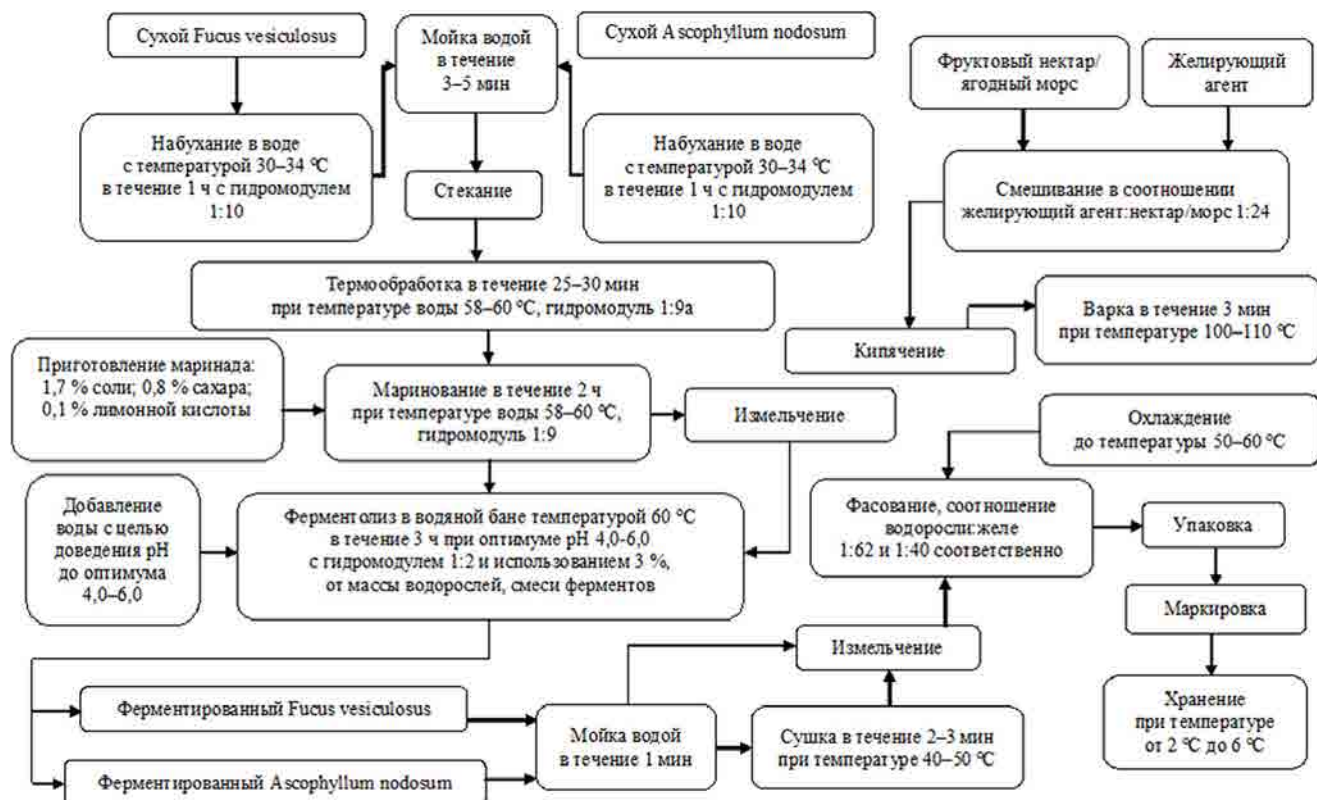 Сухой Fucus vesiculosus
Мойка водой
в течение
3–5 мин
Сухой Ascophyllum nodosum
Фруктовый нектар/
ягодный морс
Желирующий
агент
Набухание в воде
с температурой 30–34 °C
в течение 1 ч с гидромодулем
1:10
Стекание
Набухание в воде
с температурой 30–34 °C
в течение 1 ч с гидромодулем
1:10
Смешивание в соотношении
желирующий агент:нектар/морс 1:24
Термообработка в течение 25–30 мин
при температуре воды 58–60 °C, гидромодуль 1:9а
Кипячение
Варка в течение 3 мин
при температуре 100–110 °C
Приготовление маринада:
1,7 % соли; 0,8 % сахара;
0,1 % лимонной кислоты
Маринование в течение 2 ч
при температуре воды 58–60 °C,
гидромодуль 1:9
Измельчение
Охлаждение
до температуры 50–60 °C
Добавление
воды с целью
доведения pH
до оптимума
4,0–6,0
Ферментолиз в водяной бане температурой 60 °C
в течение 3 ч при оптимуме pH 4,0-6,0
с гидромодулем 1:2 и использованием 3 %,
от массы водорослей, смеси ферментов
Фасование, соотношение
водоросли:желе
1:62 и 1:40 соответственно
Упаковка
Маркировка
Измельчение
Хранение
при температуре
от 2 °C до 6 °C
Ферментированный Fucus vesiculosus
Мойка водой
в течение 1 мин
Сушка в течение 2–3 мин
при температуре 40–50 °C
Ферментированный Ascophyllum nodosum